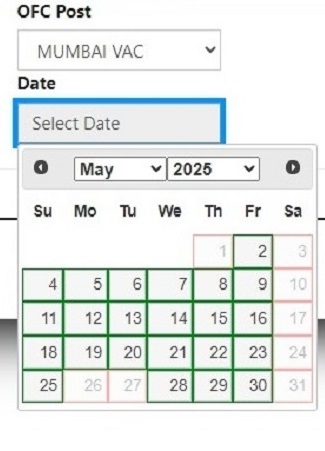 OFC Post
MUMBAI VAC
Date
Select Date
May 2025
Su Mo Tu We Th Fr Sa
1 2 3
4 5 6 7 8 9 10
11 12 13 14 15 16 17
18 19 20 21 22 23 24
25 26 27 28 29 30 31